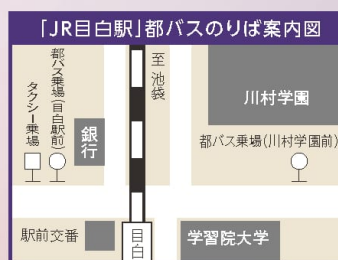 「JR目白駅」都バスのりば案内図
タクシー乗場
都バス乗場(目白駅前)
銀行
至池袋
川村学園
都バス乗場(川村学園前)
駅前交番
目白
学習院大学